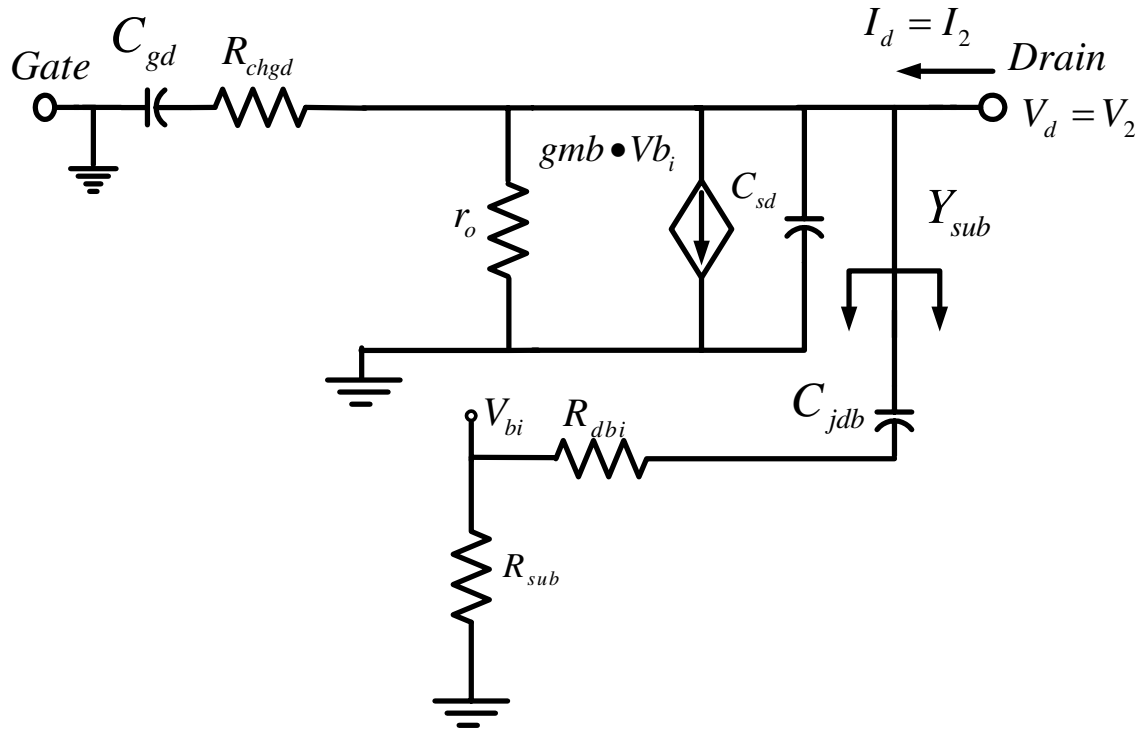 I_d = I_2
C_gd
R_chgd
Gate
Drain
V_d = V_2
gmb • Vb_i
C_sd
r_o
Y_sub
C_jdb
V_bi
R_dbi
R_sub